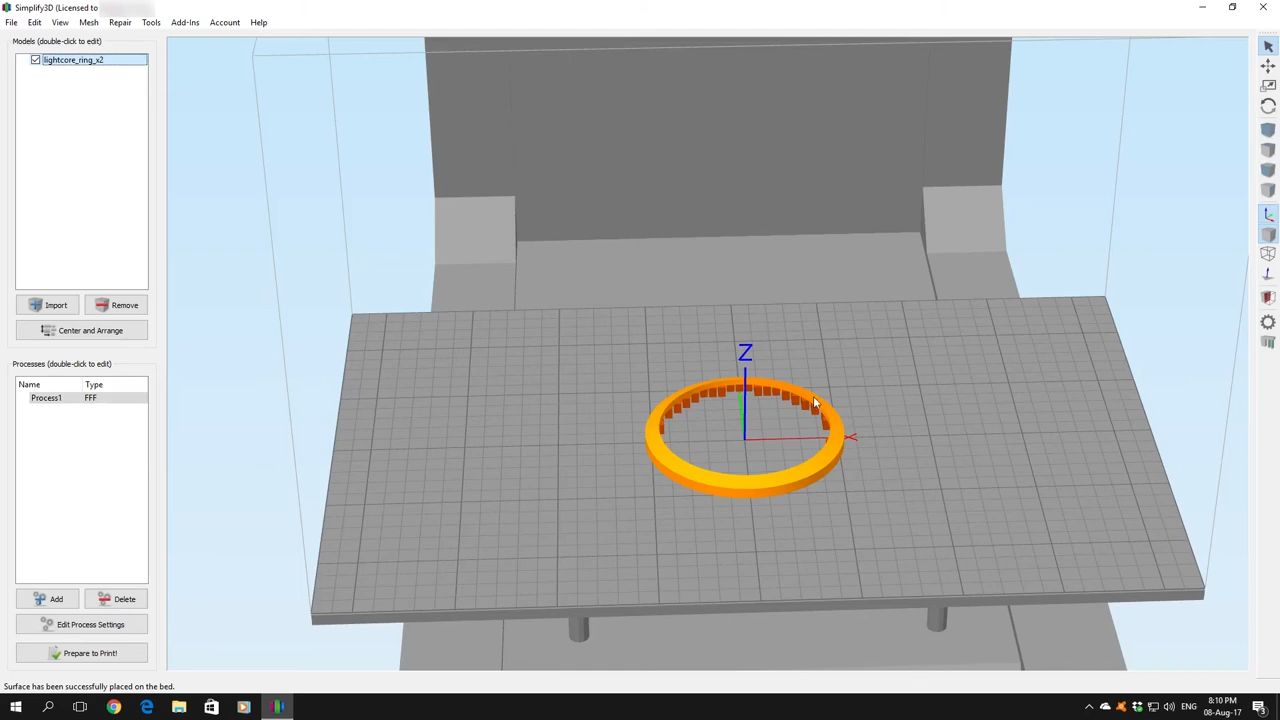 Simplify3D (Licensed to
File Edit View Mesh Repair Tools Add-Ins Account Help
Models (double-click to edit)
lightcore_ring_x2
Import Remove
Center and Arrange
Processes (double-click to edit)
Name Type
Process1 FFF
Add Delete
Edit Process Settings
Prepare to Print!
Z
X
Surface has been successfully placed on the bed.
ENG
8:10 PM
08-Aug-17
3